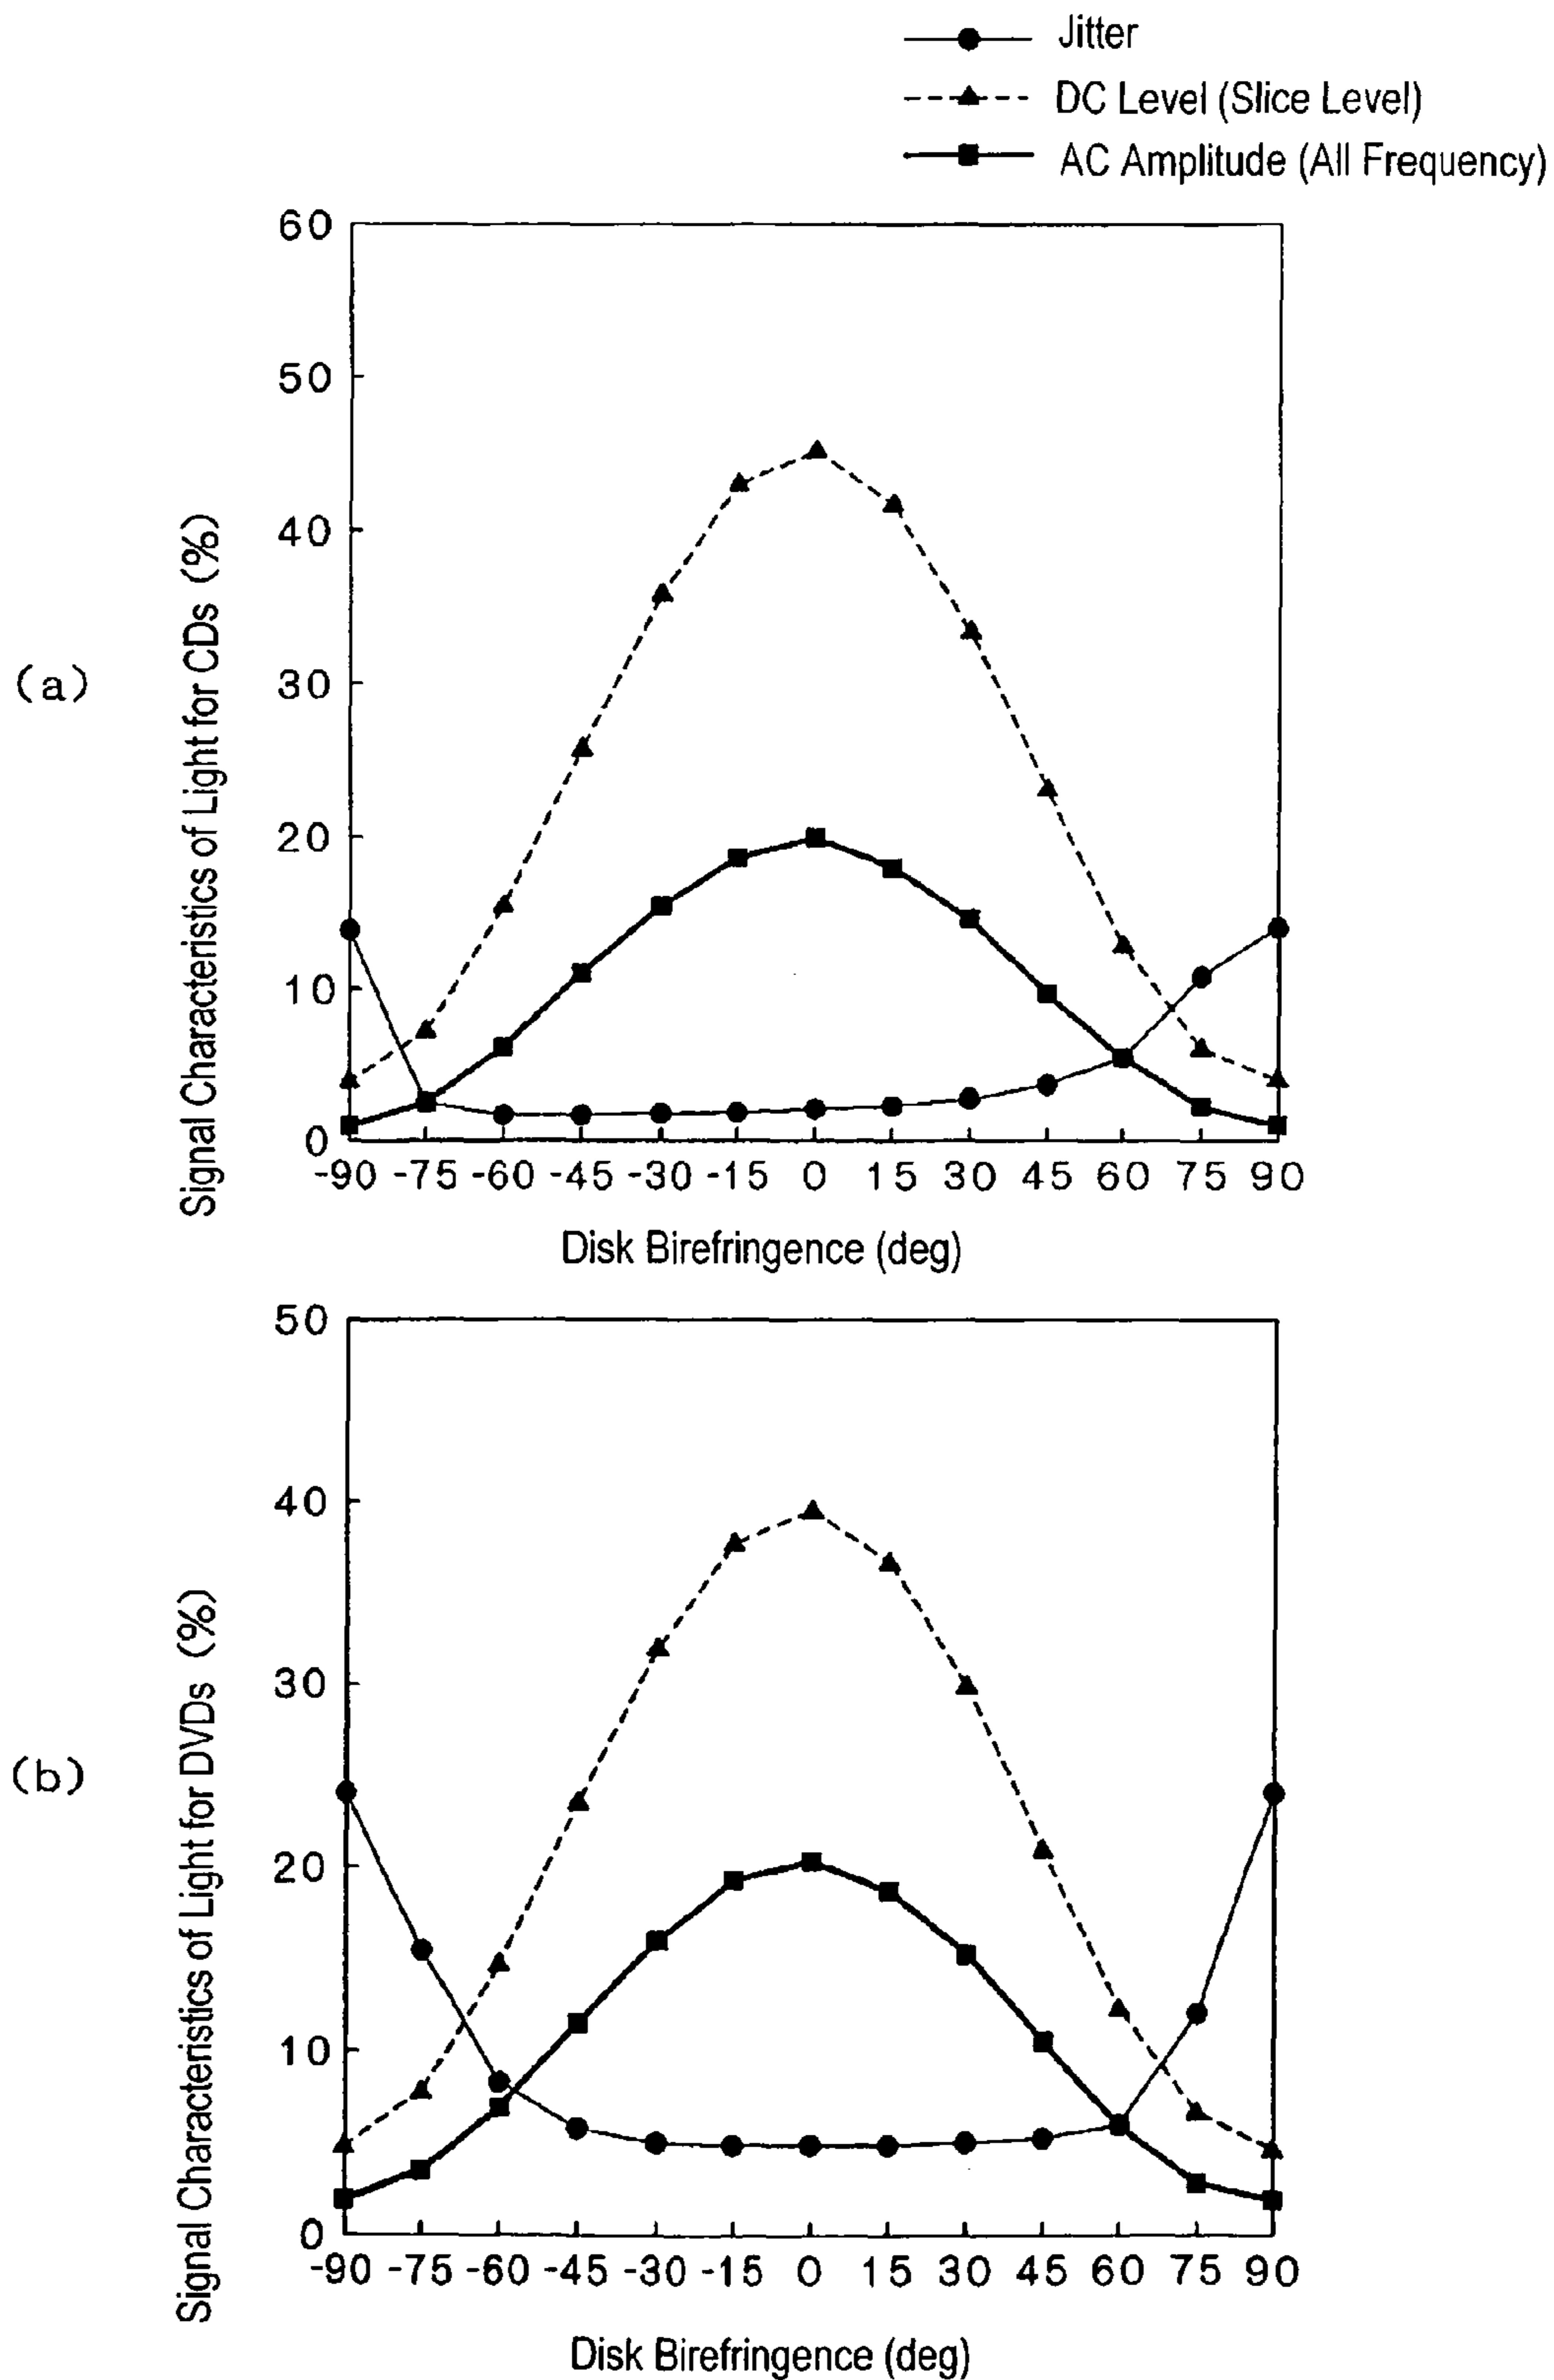 Jitter
DC Level (Slice Level)
AC Amplitude (All Frequency)
(a)
Signal Characteristics of Light for CDs (%)
60
50
40
30
20
10
0
-90 -75 -60 -45 -30 -15 0 15 30 45 60 75 90
Disk Birefringence (deg)
(b)
Signal Characteristics of Light for DVDs (%)
50
40
30
20
10
0
-90 -75 -60 -45 -30 -15 0 15 30 45 60 75 90
Disk Birefringence (deg)